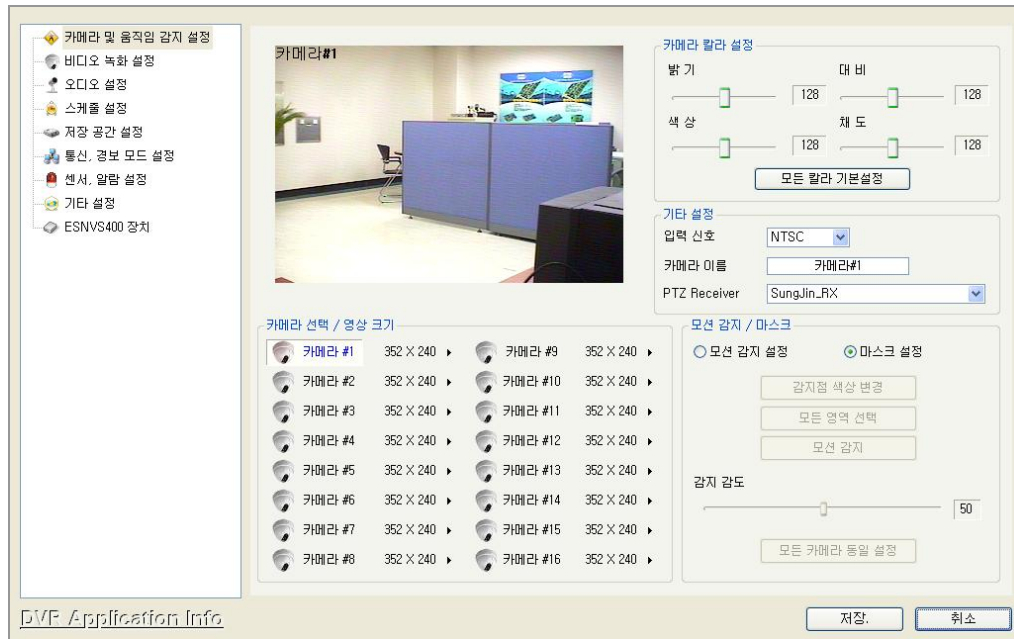 카메라 및 움직임 감지 설정
비디오 녹화 설정
오디오 설정
스케줄 설정
저장 공간 설정
통신, 경보 모드 설정
센서, 알람 설정
기타 설정
ESNVS400 장치
카메라#1
카메라 칼라 설정
밝 기
대 비
128
128
색 상
채 도
128
128
모든 칼라 기본설정
기타 설정
입력 신호
NTSC
카메라 이름
카메라#1
PTZ Receiver
SungJin_RX
카메라 선택 / 영상 크기
카메라 #1 352 X 240
카메라 #9 352 X 240
카메라 #2 352 X 240
카메라 #10 352 X 240
카메라 #3 352 X 240
카메라 #11 352 X 240
카메라 #4 352 X 240
카메라 #12 352 X 240
카메라 #5 352 X 240
카메라 #13 352 X 240
카메라 #6 352 X 240
카메라 #14 352 X 240
카메라 #7 352 X 240
카메라 #15 352 X 240
카메라 #8 352 X 240
카메라 #16 352 X 240
모션 감지 / 마스크
모션 감지 설정
마스크 설정
감지점 색상 변경
모든 영역 선택
모션 감지
감지 감도
50
모든 카메라 동일 설정
DVR Application Info
저장.
취소